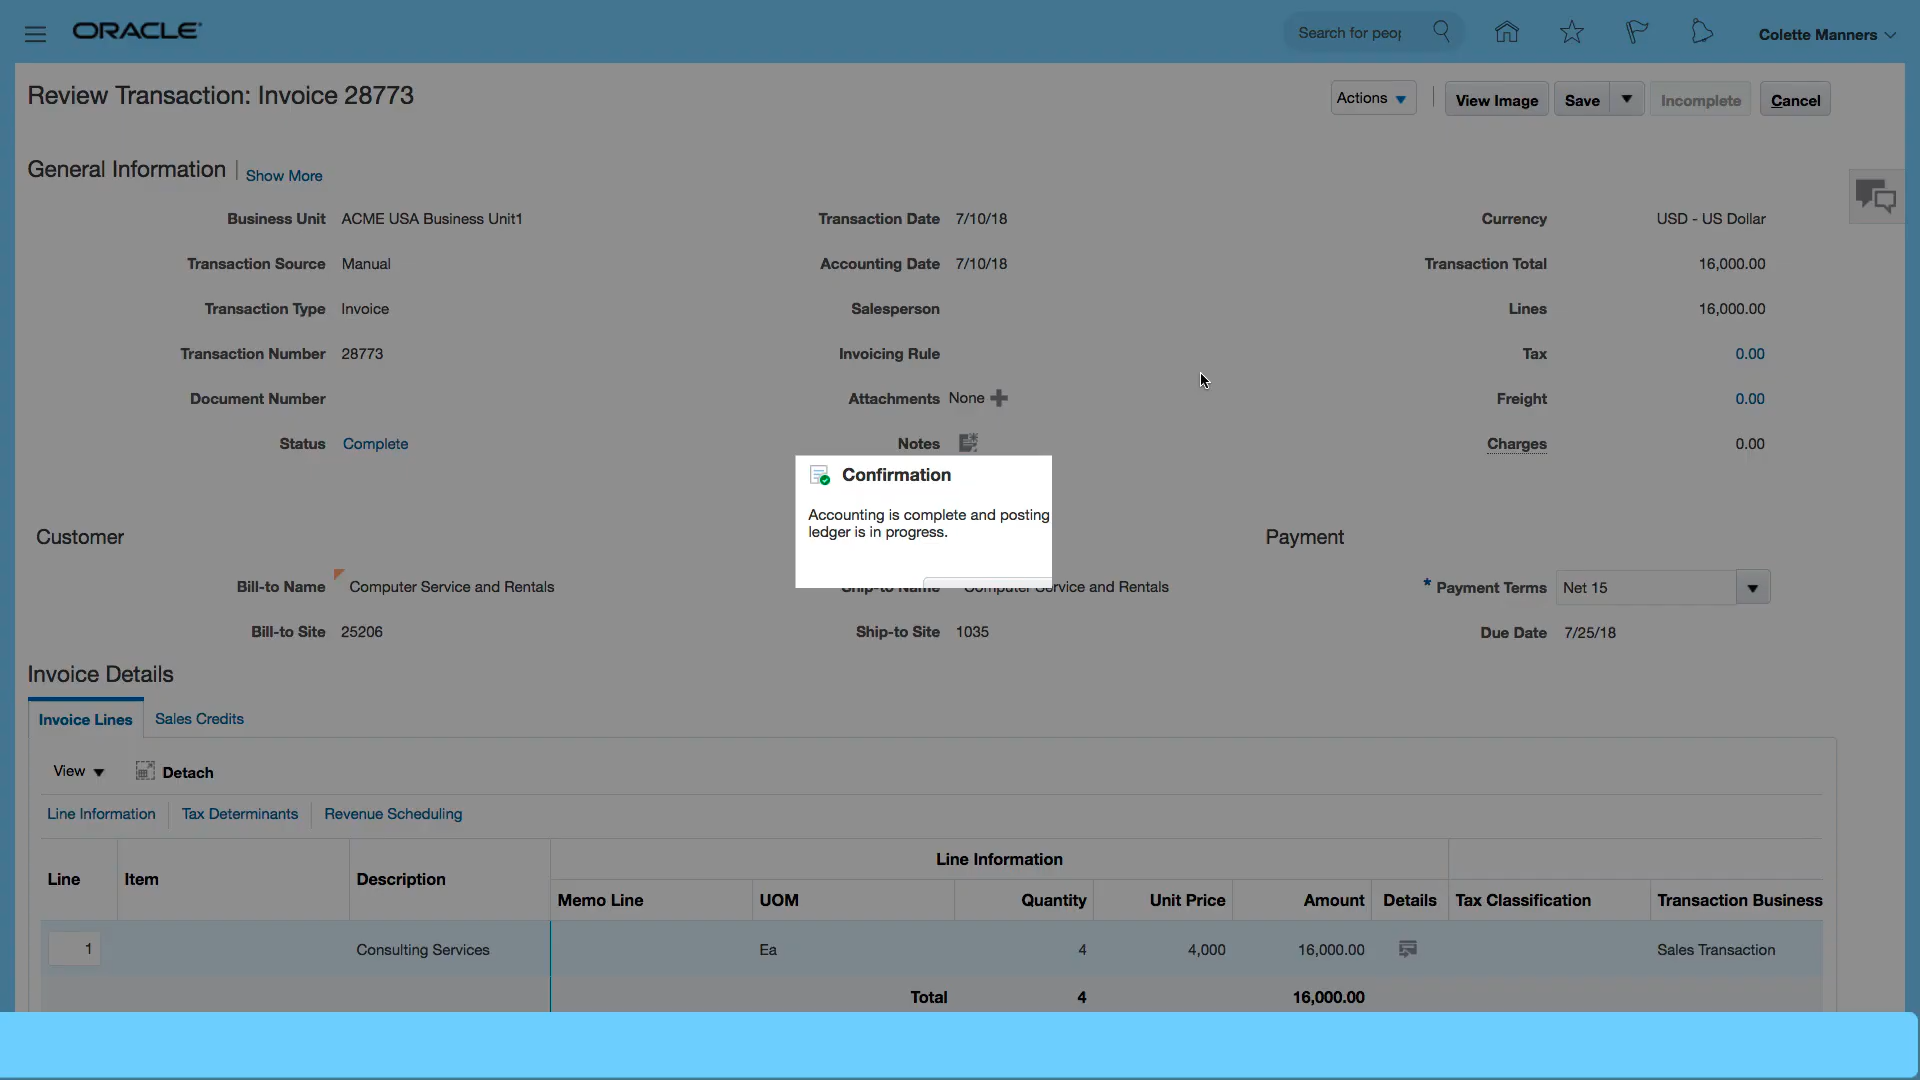 ORACLE
Search for peop
Colette Manners
Review Transaction: Invoice 28773
Actions
View Image
Save
Incomplete
Cancel
General Information
Show More
Business Unit ACME USA Business Unit1
Transaction Date 7/10/18
Currency USD - US Dollar
Transaction Source Manual
Accounting Date 7/10/18
Transaction Total 16,000.00
Transaction Type Invoice
Salesperson
Lines 16,000.00
Transaction Number 28773
Invoicing Rule
Tax 0.00
Document Number
Attachments None
Freight 0.00
Status Complete
Notes
Charges 0.00
Confirmation
Accounting is complete and posting
ledger is in progress.
Customer
Payment
Bill-to Name Computer Service and Rentals
Ship-to Name Computer Service and Rentals
* Payment Terms Net 15
Bill-to Site 25206
Ship-to Site 1035
Due Date 7/25/18
Invoice Details
Invoice Lines
Sales Credits
View
Detach
Line Information
Tax Determinants
Revenue Scheduling
Line Information
Line Item Description
Memo Line UOM Quantity Unit Price Amount Details Tax Classification Transaction Business
1 Consulting Services Ea 4 4,000 16,000.00 Sales Transaction
Total 4 16,000.00